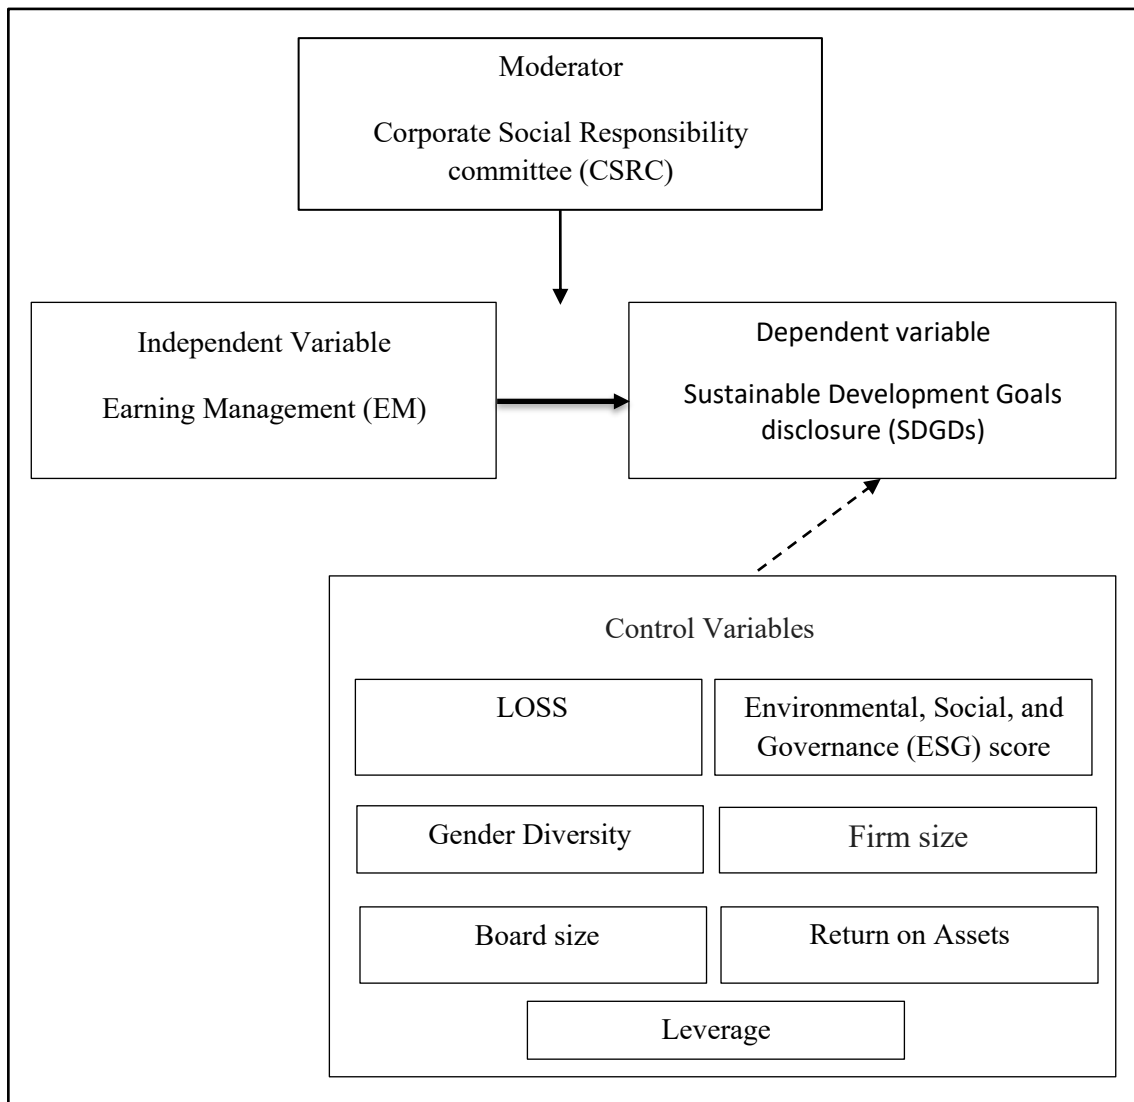 Moderator
Corporate Social Responsibility
committee (CSRC)
Independent Variable
Earning Management (EM)
Dependent variable
Sustainable Development Goals
disclosure (SDGDs)
Control Variables
LOSS
Environmental, Social, and
Governance (ESG) score
Gender Diversity
Firm size
Board size
Return on Assets
Leverage